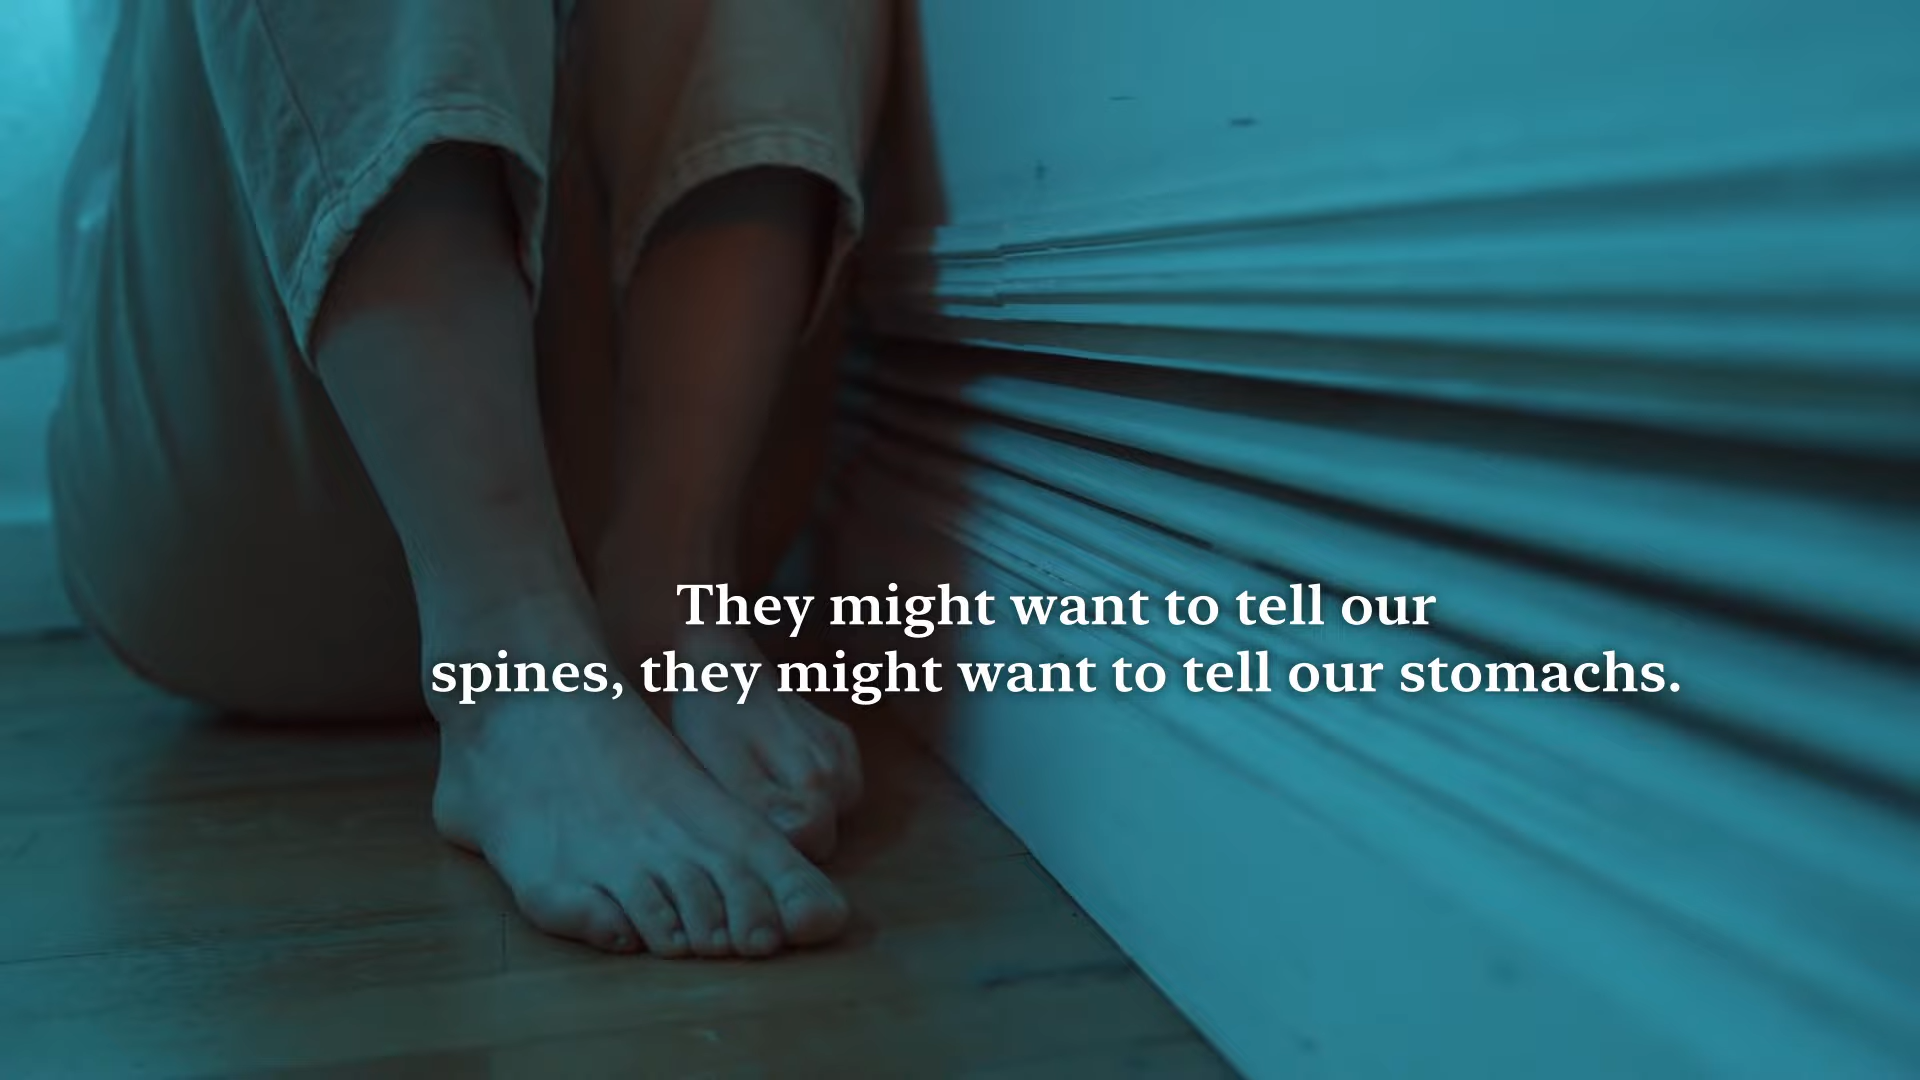 They might want to tell our
spines, they might want to tell our stomachs.